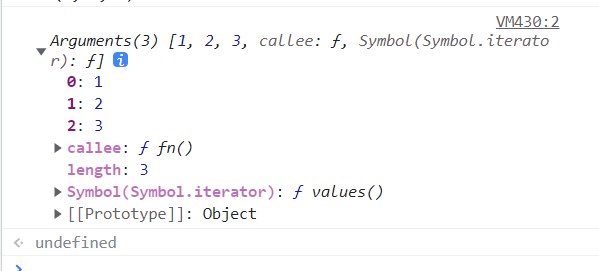 VM430:2
Arguments(3) [1, 2, 3, callee: ƒ, Symbol(Symbol.iterato
r): ƒ] i
0: 1
1: 2
2: 3
callee: ƒ fn()
length: 3
Symbol(Symbol.iterator): ƒ values()
[[Prototype]]: Object
undefined